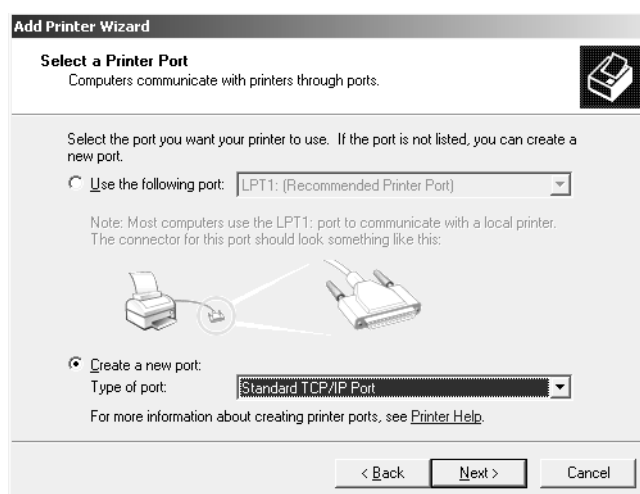 Add Printer Wizard
Select a Printer Port
Computers communicate with printers through ports.
Select the port you want your printer to use.  If the port is not listed, you can create a
new port.
Use the following port: LPT1: (Recommended Printer Port)
Note: Most computers use the LPT1: port to communicate with a local printer.
The connector for this port should look something like this:
Create a new port:
Type of port: Standard TCP/IP Port
For more information about creating printer ports, see Printer Help.
< Back Next > Cancel